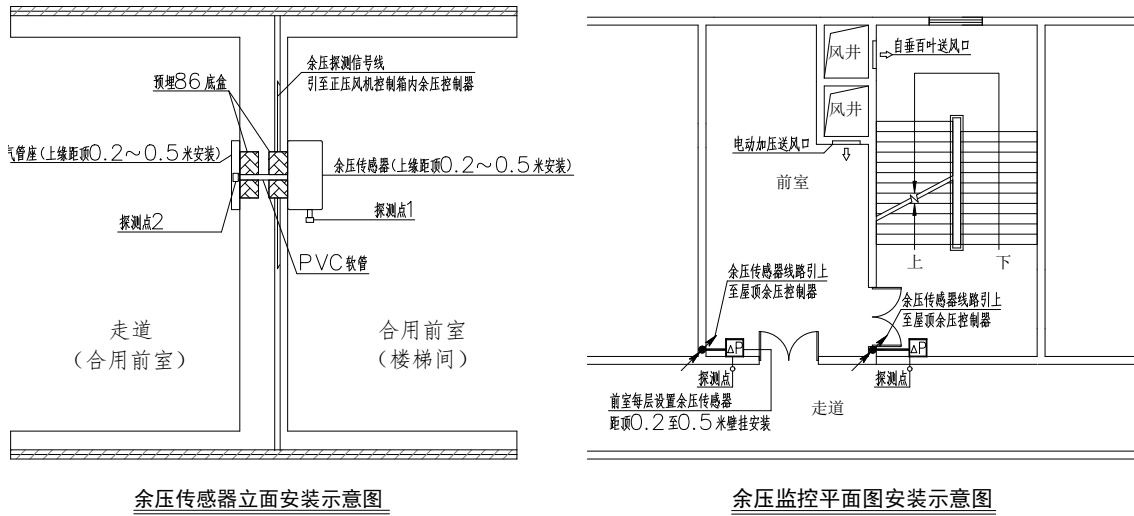 余压探测信号线
引至正压风机控制箱内余压控制器
预埋86底盒
气管座(上缘距顶0.2～0.5米安装)
余压传感器(上缘距顶0.2～0.5米安装)
探测点2
探测点1
PVC软管
走道
(合用前室)
合用前室
(楼梯间)
余压传感器立面安装示意图
风井
自垂百叶送风口
风井
电动加压送风口
前室
上
下
余压传感器线路引上
至屋顶余压控制器
余压传感器线路引上
至屋顶余压控制器
△P
△P
探测点
探测点
前室每层设置余压传感器
距顶0.2至0.5米壁挂安装
走道
余压监控平面图安装示意图